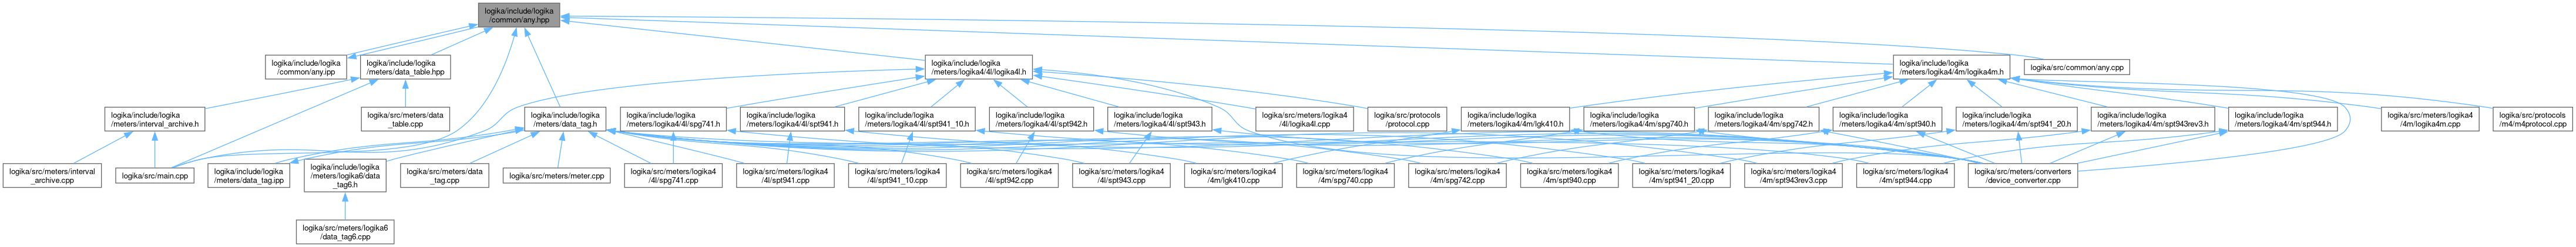 logika/include/logika
/common/any.hpp
logika/include/logika
/common/any.ipp
logika/include/logika
/meters/data_table.hpp
logika/include/logika
/meters/logika4/4l/logika4l.h
logika/include/logika
/meters/logika4/4m/logika4m.h
logika/src/common/any.cpp
logika/include/logika
/meters/interval_archive.h
logika/src/meters/data
_table.cpp
logika/include/logika
/meters/data_tag.h
logika/include/logika
/meters/logika4/4l/spg741.h
logika/include/logika
/meters/logika4/4l/spt941.h
logika/include/logika
/meters/logika4/4l/spt941_10.h
logika/include/logika
/meters/logika4/4l/spt942.h
logika/include/logika
/meters/logika4/4l/spt943.h
logika/src/meters/logika4
/4l/logika4l.cpp
logika/src/protocols
/protocol.cpp
logika/include/logika
/meters/logika4/4m/lgk410.h
logika/include/logika
/meters/logika4/4m/spg740.h
logika/include/logika
/meters/logika4/4m/spg742.h
logika/include/logika
/meters/logika4/4m/spt940.h
logika/include/logika
/meters/logika4/4m/spt941_20.h
logika/include/logika
/meters/logika4/4m/spt943rev3.h
logika/include/logika
/meters/logika4/4m/spt944.h
logika/src/meters/logika4
/4m/logika4m.cpp
logika/src/protocols
/m4/m4protocol.cpp
logika/src/meters/interval
_archive.cpp
logika/src/main.cpp
logika/include/logika
/meters/data_tag.ipp
logika/include/logika
/meters/logika6/data
_tag6.h
logika/src/meters/data
_tag.cpp
logika/src/meters/meter.cpp
logika/src/meters/logika4
/4l/spg741.cpp
logika/src/meters/logika4
/4l/spt941.cpp
logika/src/meters/logika4
/4l/spt941_10.cpp
logika/src/meters/logika4
/4l/spt942.cpp
logika/src/meters/logika4
/4l/spt943.cpp
logika/src/meters/logika4
/4m/lgk410.cpp
logika/src/meters/logika4
/4m/spg740.cpp
logika/src/meters/logika4
/4m/spg742.cpp
logika/src/meters/logika4
/4m/spt940.cpp
logika/src/meters/logika4
/4m/spt941_20.cpp
logika/src/meters/logika4
/4m/spt943rev3.cpp
logika/src/meters/logika4
/4m/spt944.cpp
logika/src/meters/converters
/device_converter.cpp
logika/src/meters/logika6
/data_tag6.cpp